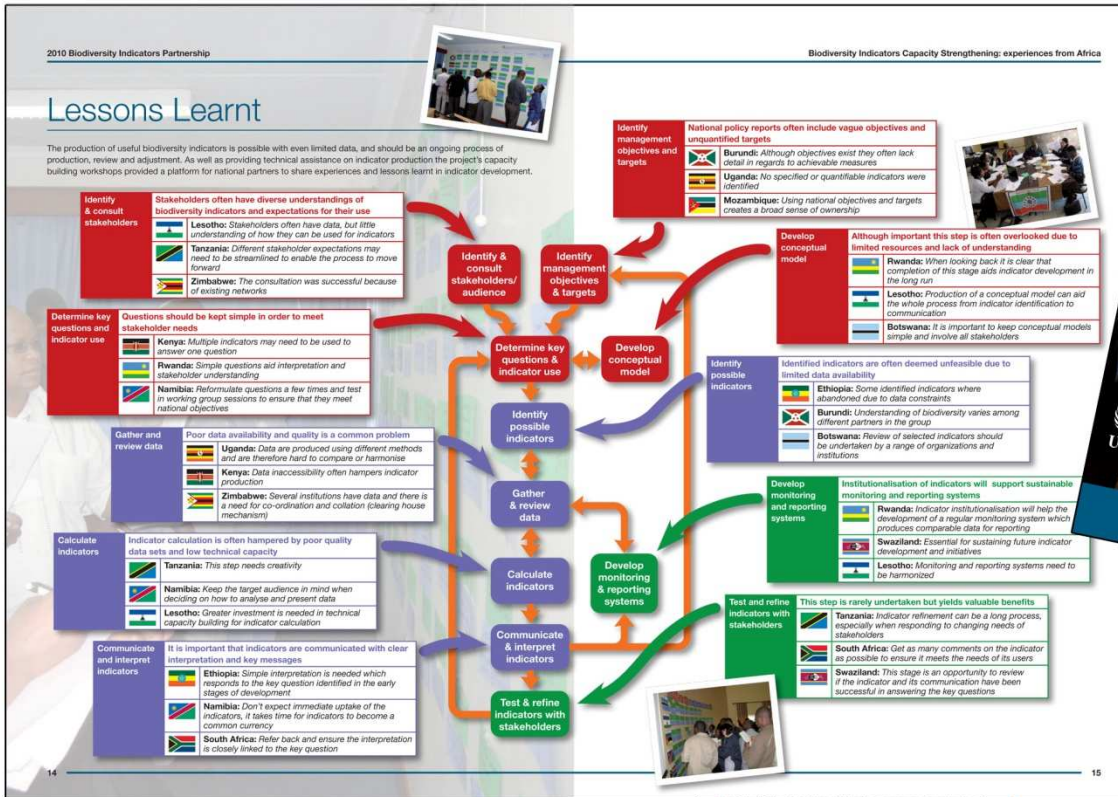 2010 Biodiversity Indicators Partnership
Biodiversity Indicators Capacity Strengthening: experiences from Africa
Lessons Learnt
The production of useful biodiversity indicators is possible with even limited data, and should be an ongoing process of
production, review and adjustment. As well as providing technical assistance on indicator production the project's capacity
building workshops provided a platform for national partners to share experiences and lessons learnt in indicator development.
Identify
& consult
stakeholders
Stakeholders often have diverse understandings of
biodiversity indicators and expectations for their use
Lesotho: Stakeholders often have data, but little
understanding of how they can be used for indicators
Tanzania: Different stakeholder expectations may
need to be streamlined to enable the process to move
forward
Zimbabwe: The consultation was successful because
of existing networks
Determine key
questions and
indicator use
Questions should be kept simple in order to meet
stakeholder needs
Kenya: Multiple indicators may need to be used to
answer one question
Rwanda: Simple questions aid interpretation and
stakeholder understanding
Namibia: Reformulate questions a few times and test
in working group sessions to ensure that they meet
national objectives
Gather and
review data
Poor data availability and quality is a common problem
Uganda: Data are produced using different methods
and are therefore hard to compare or harmonise
Kenya: Data inaccessibility often hampers indicator
production
Zimbabwe: Several institutions have data and there is
a need for co-ordination and collation (clearing house
mechanism)
Calculate
indicators
Indicator calculation is often hampered by poor quality
data sets and low technical capacity
Tanzania: This step needs creativity
Namibia: Keep the target audience in mind when
deciding on how to analyse and present data
Lesotho: Greater investment is needed in technical
capacity building for indicator calculation
Communicate
and interpret
indicators
It is important that indicators are communicated with clear
interpretation and key messages
Ethiopia: Simple interpretation is needed which
responds to the key question identified in the early
stages of development
Namibia: Don't expect immediate uptake of the
indicators, it takes time for indicators to become a
common currency
South Africa: Refer back and ensure the interpretation
is closely linked to the key question
Identify &
consult
stakeholders/
audience
Identify
management
objectives
& targets
Determine key
questions &
indicator use
Develop
conceptual
model
Identify
possible
indicators
Gather
& review
data
Calculate
indicators
Develop
monitoring
& reporting
systems
Communicate
& interpret
indicators
Test & refine
indicators with
stakeholders
Identify
management
objectives and
targets
National policy reports often include vague objectives and
unquantified targets
Burundi: Although objectives exist they often lack
detail in regards to achievable measures
Uganda: No specified or quantifiable indicators were
identified
Mozambique: Using national objectives and targets
creates a broad sense of ownership
Develop
conceptual
model
Although important this step is often overlooked due to
limited resources and lack of understanding
Rwanda: When looking back it is clear that
completion of this stage aids indicator development in
the long run
Lesotho: Production of a conceptual model can aid
the whole process from indicator identification to
communication
Botswana: It is important to keep conceptual models
simple and involve all stakeholders
Identify
possible
indicators
Identified indicators are often deemed unfeasible due to
limited data availability
Ethiopia: Some identified indicators where
abandoned due to data constraints
Burundi: Understanding of biodiversity varies among
different partners in the group
Botswana: Review of selected indicators should
be undertaken by a range of organizations and
institutions
Develop
monitoring
and reporting
systems
Institutionalisation of indicators will support sustainable
monitoring and reporting systems
Rwanda: Indicator institutionalisation will help the
development of a regular monitoring system which
produces comparable data for reporting
Swaziland: Essential for sustaining future indicator
development and initiatives
Lesotho: Monitoring and reporting systems need to
be harmonized
Test and refine
indicators with
stakeholders
This step is rarely undertaken but yields valuable benefits
Tanzania: Indicator refinement can be a long process,
especially when responding to changing needs of
stakeholders
South Africa: Get as many comments on the indicator
as possible to ensure it meets the needs of its users
Swaziland: This stage is an opportunity to review
if the indicator and its communication have been
successful in answering the key questions
14
15